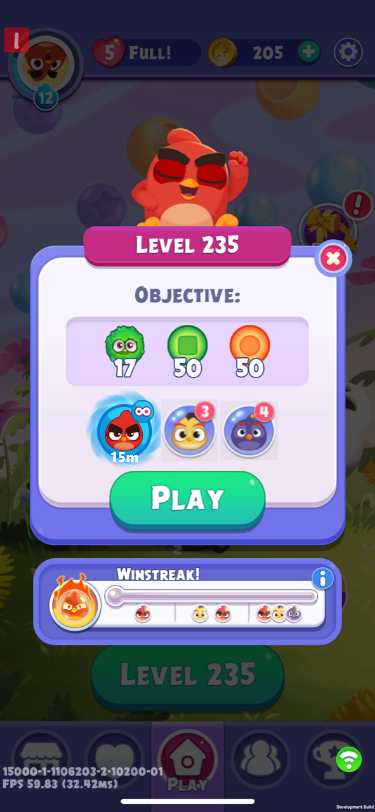 5 FULL!
205
12
LEVEL 235
OBJECTIVE:
17 50 50
∞ 3 4
15m
PLAY
WINSTREAK!
i
LEVEL 235
PLAY
15000-1-1106203-2-10200-01
FPS 59.83 (32.42MS)
Development Build